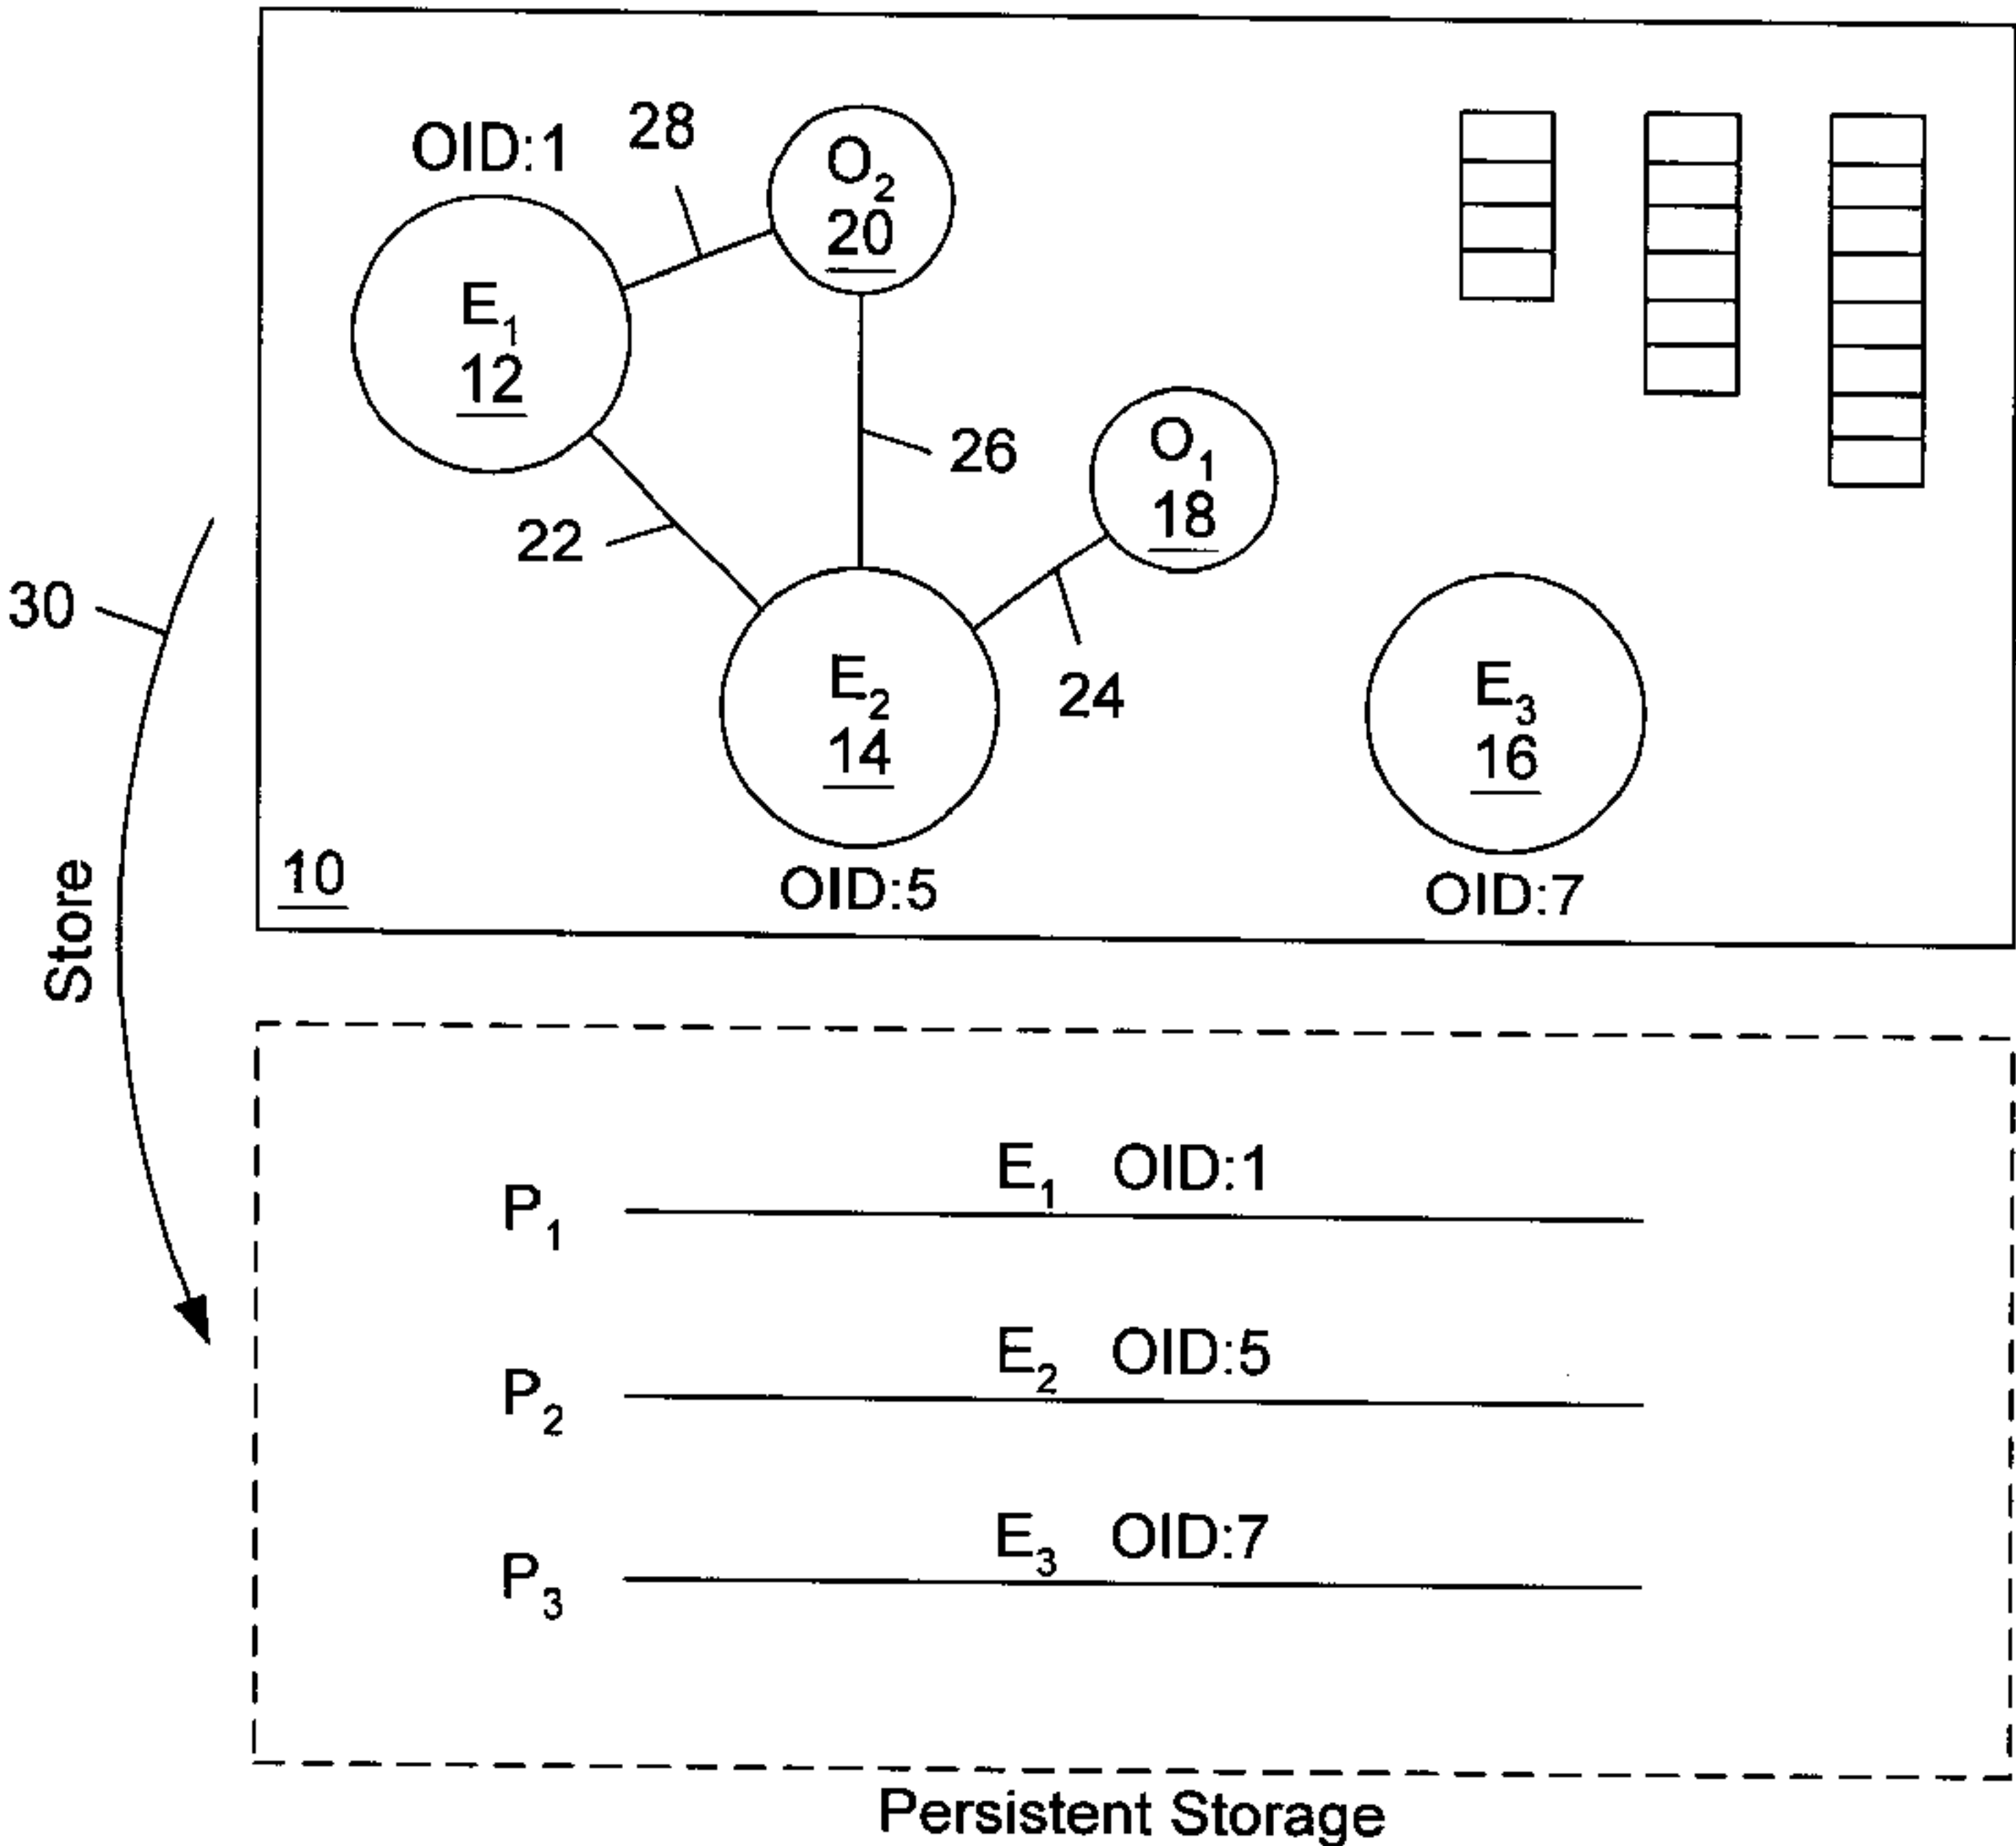 OID:1
28
O2
20
E1
12
26
O1
18
22
30
24
E2
14
E3
16
10
OID:5
OID:7
Store
P1 E1 OID:1
P2 E2 OID:5
P3 E3 OID:7
Persistent Storage